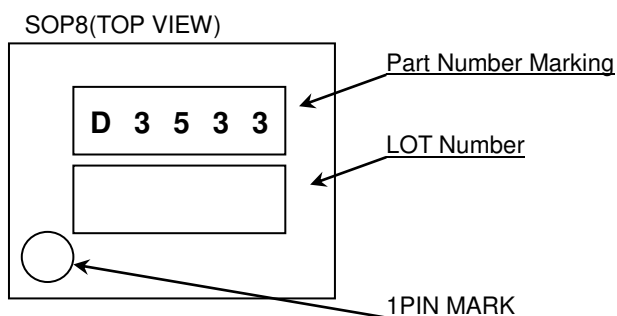 SOP8(TOP VIEW)
Part Number Marking
D 3 5 3 3
LOT Number
1PIN MARK